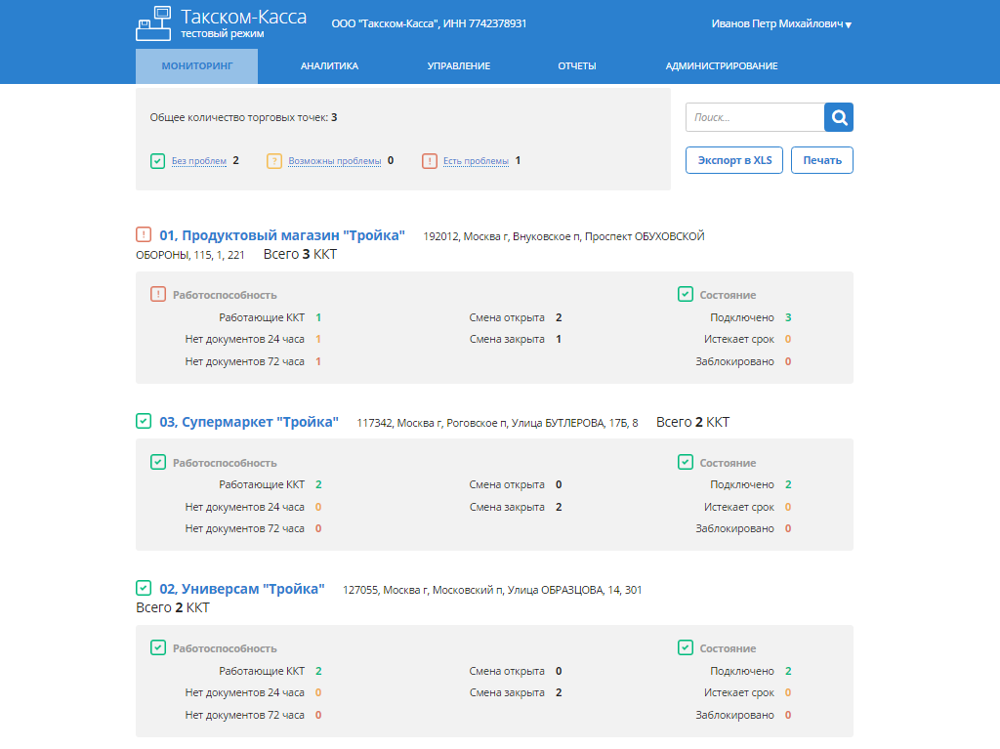 Такском-Касса
тестовый режим
ООО "Такском-Касса", ИНН 7742378931
Иванов Петр Михайлович
МОНИТОРИНГ АНАЛИТИКА УПРАВЛЕНИЕ ОТЧЕТЫ АДМИНИСТРИРОВАНИЕ
Общее количество торговых точек: 3
Поиск...
Без проблем 2 ? Возможны проблемы 0 ! Есть проблемы 1
Экспорт в XLS Печать
! 01, Продуктовый магазин "Тройка" 192012, Москва г, Внуковское п, Проспект ОБУХОВСКОЙ
ОБОРОНЫ, 115, 1, 221 Всего 3 ККТ
! Работоспособность Состояние
Работающие ККТ 1 Смена открыта 2 Подключено 3
Нет документов 24 часа 1 Смена закрыта 1 Истекает срок 0
Нет документов 72 часа 1 Заблокировано 0
03, Супермаркет "Тройка" 117342, Москва г, Роговское п, Улица БУТЛЕРОВА, 17Б, 8 Всего 2 ККТ
Работоспособность Состояние
Работающие ККТ 2 Смена открыта 0 Подключено 2
Нет документов 24 часа 0 Смена закрыта 2 Истекает срок 0
Нет документов 72 часа 0 Заблокировано 0
02, Универсам "Тройка" 127055, Москва г, Московский п, Улица ОБРАЗЦОВА, 14, 301
Всего 2 ККТ
Работоспособность Состояние
Работающие ККТ 2 Смена открыта 0 Подключено 2
Нет документов 24 часа 0 Смена закрыта 2 Истекает срок 0
Нет документов 72 часа 0 Заблокировано 0